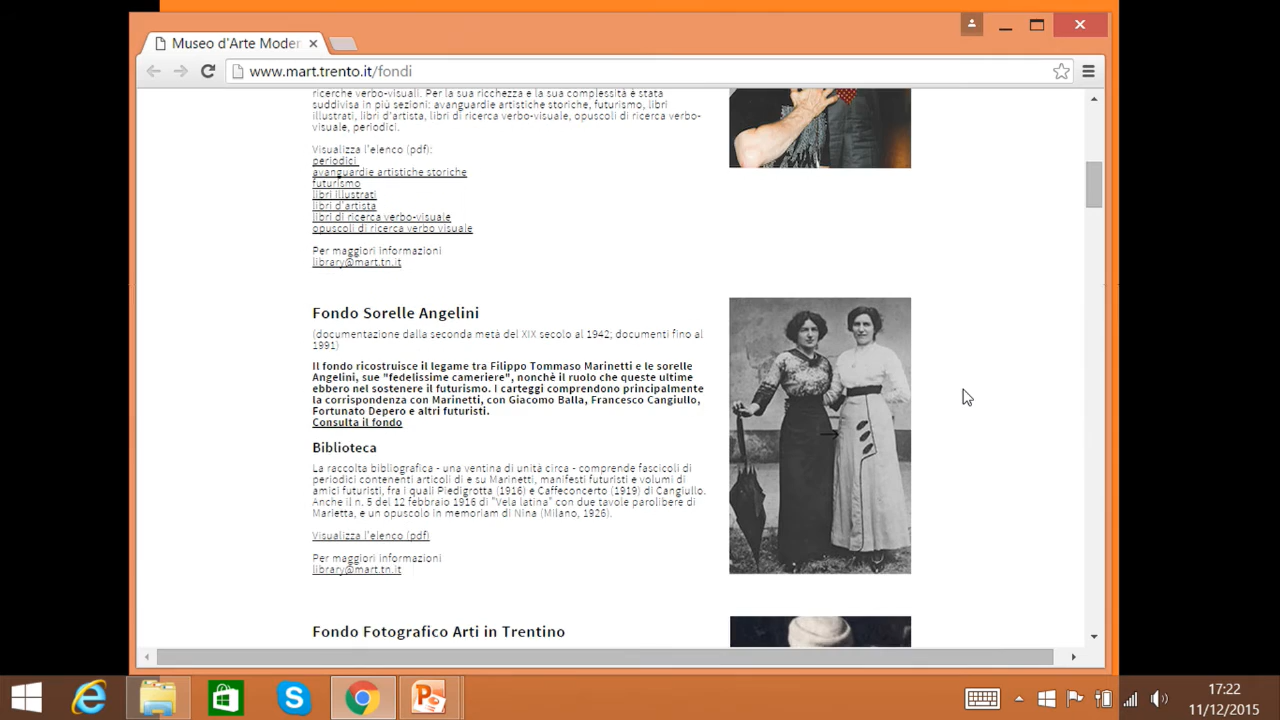 Museo d'Arte Moder
www.mart.trento.it/fondi
ricerche verbo-visuali. Per la sua ricchezza e la sua complessità è stata
suddivisa in più sezioni: avanguardie artistiche storiche, futurismo, libri
illustrati, libri d'artista, libri di ricerca verbo-visuale, opuscoli di ricerca verbo-
visuale, periodici.
Visualizza l'elenco (pdf):
periodici
avanguardie artistiche storiche
futurismo
libri illustrati
libri d'artista
libri di ricerca verbo-visuale
opuscoli di ricerca verbo visuale
Per maggiori informazioni
library@mart.tn.it
Fondo Sorelle Angelini
(documentazione dalla seconda metà del XIX secolo al 1942; documenti fino al
1991)
Il fondo ricostruisce il legame tra Filippo Tommaso Marinetti e le sorelle
Angelini, sue "fedelissime cameriere", nonchè il ruolo che queste ultime
ebbero nel sostenere il futurismo. I carteggi comprendono principalmente
la corrispondenza con Marinetti, con Giacomo Balla, Francesco Cangiullo,
Fortunato Depero e altri futuristi.
Consulta il fondo
Biblioteca
La raccolta bibliografica - una ventina di unità circa - comprende fascicoli di
periodici contenenti articoli di e su Marinetti, manifesti futuristi e volumi di
amici futuristi, fra i quali Piedigrotta (1916) e Caffeconcerto (1919) di Cangiullo.
Anche il n. 5 del 12 febbraio 1916 di "Vela latina" con due tavole parolibere di
Marietta, e un opuscolo in memoriam di Nina (Milano, 1926).
Visualizza l'elenco (pdf)
Per maggiori informazioni
library@mart.tn.it
Fondo Fotografico Arti in Trentino
17:22
11/12/2015